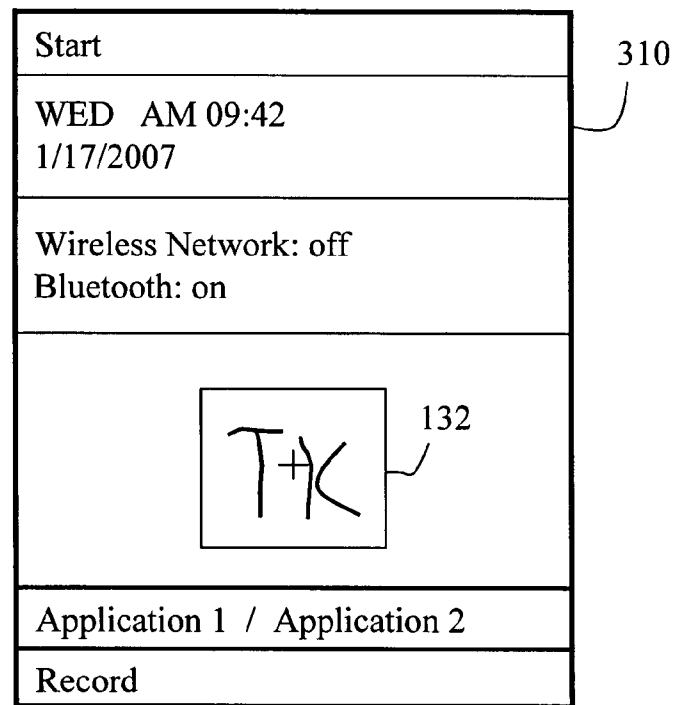 Start
310
WED AM 09:42
1/17/2007
Wireless Network: off
Bluetooth: on
132
T+K
Application 1 / Application 2
Record